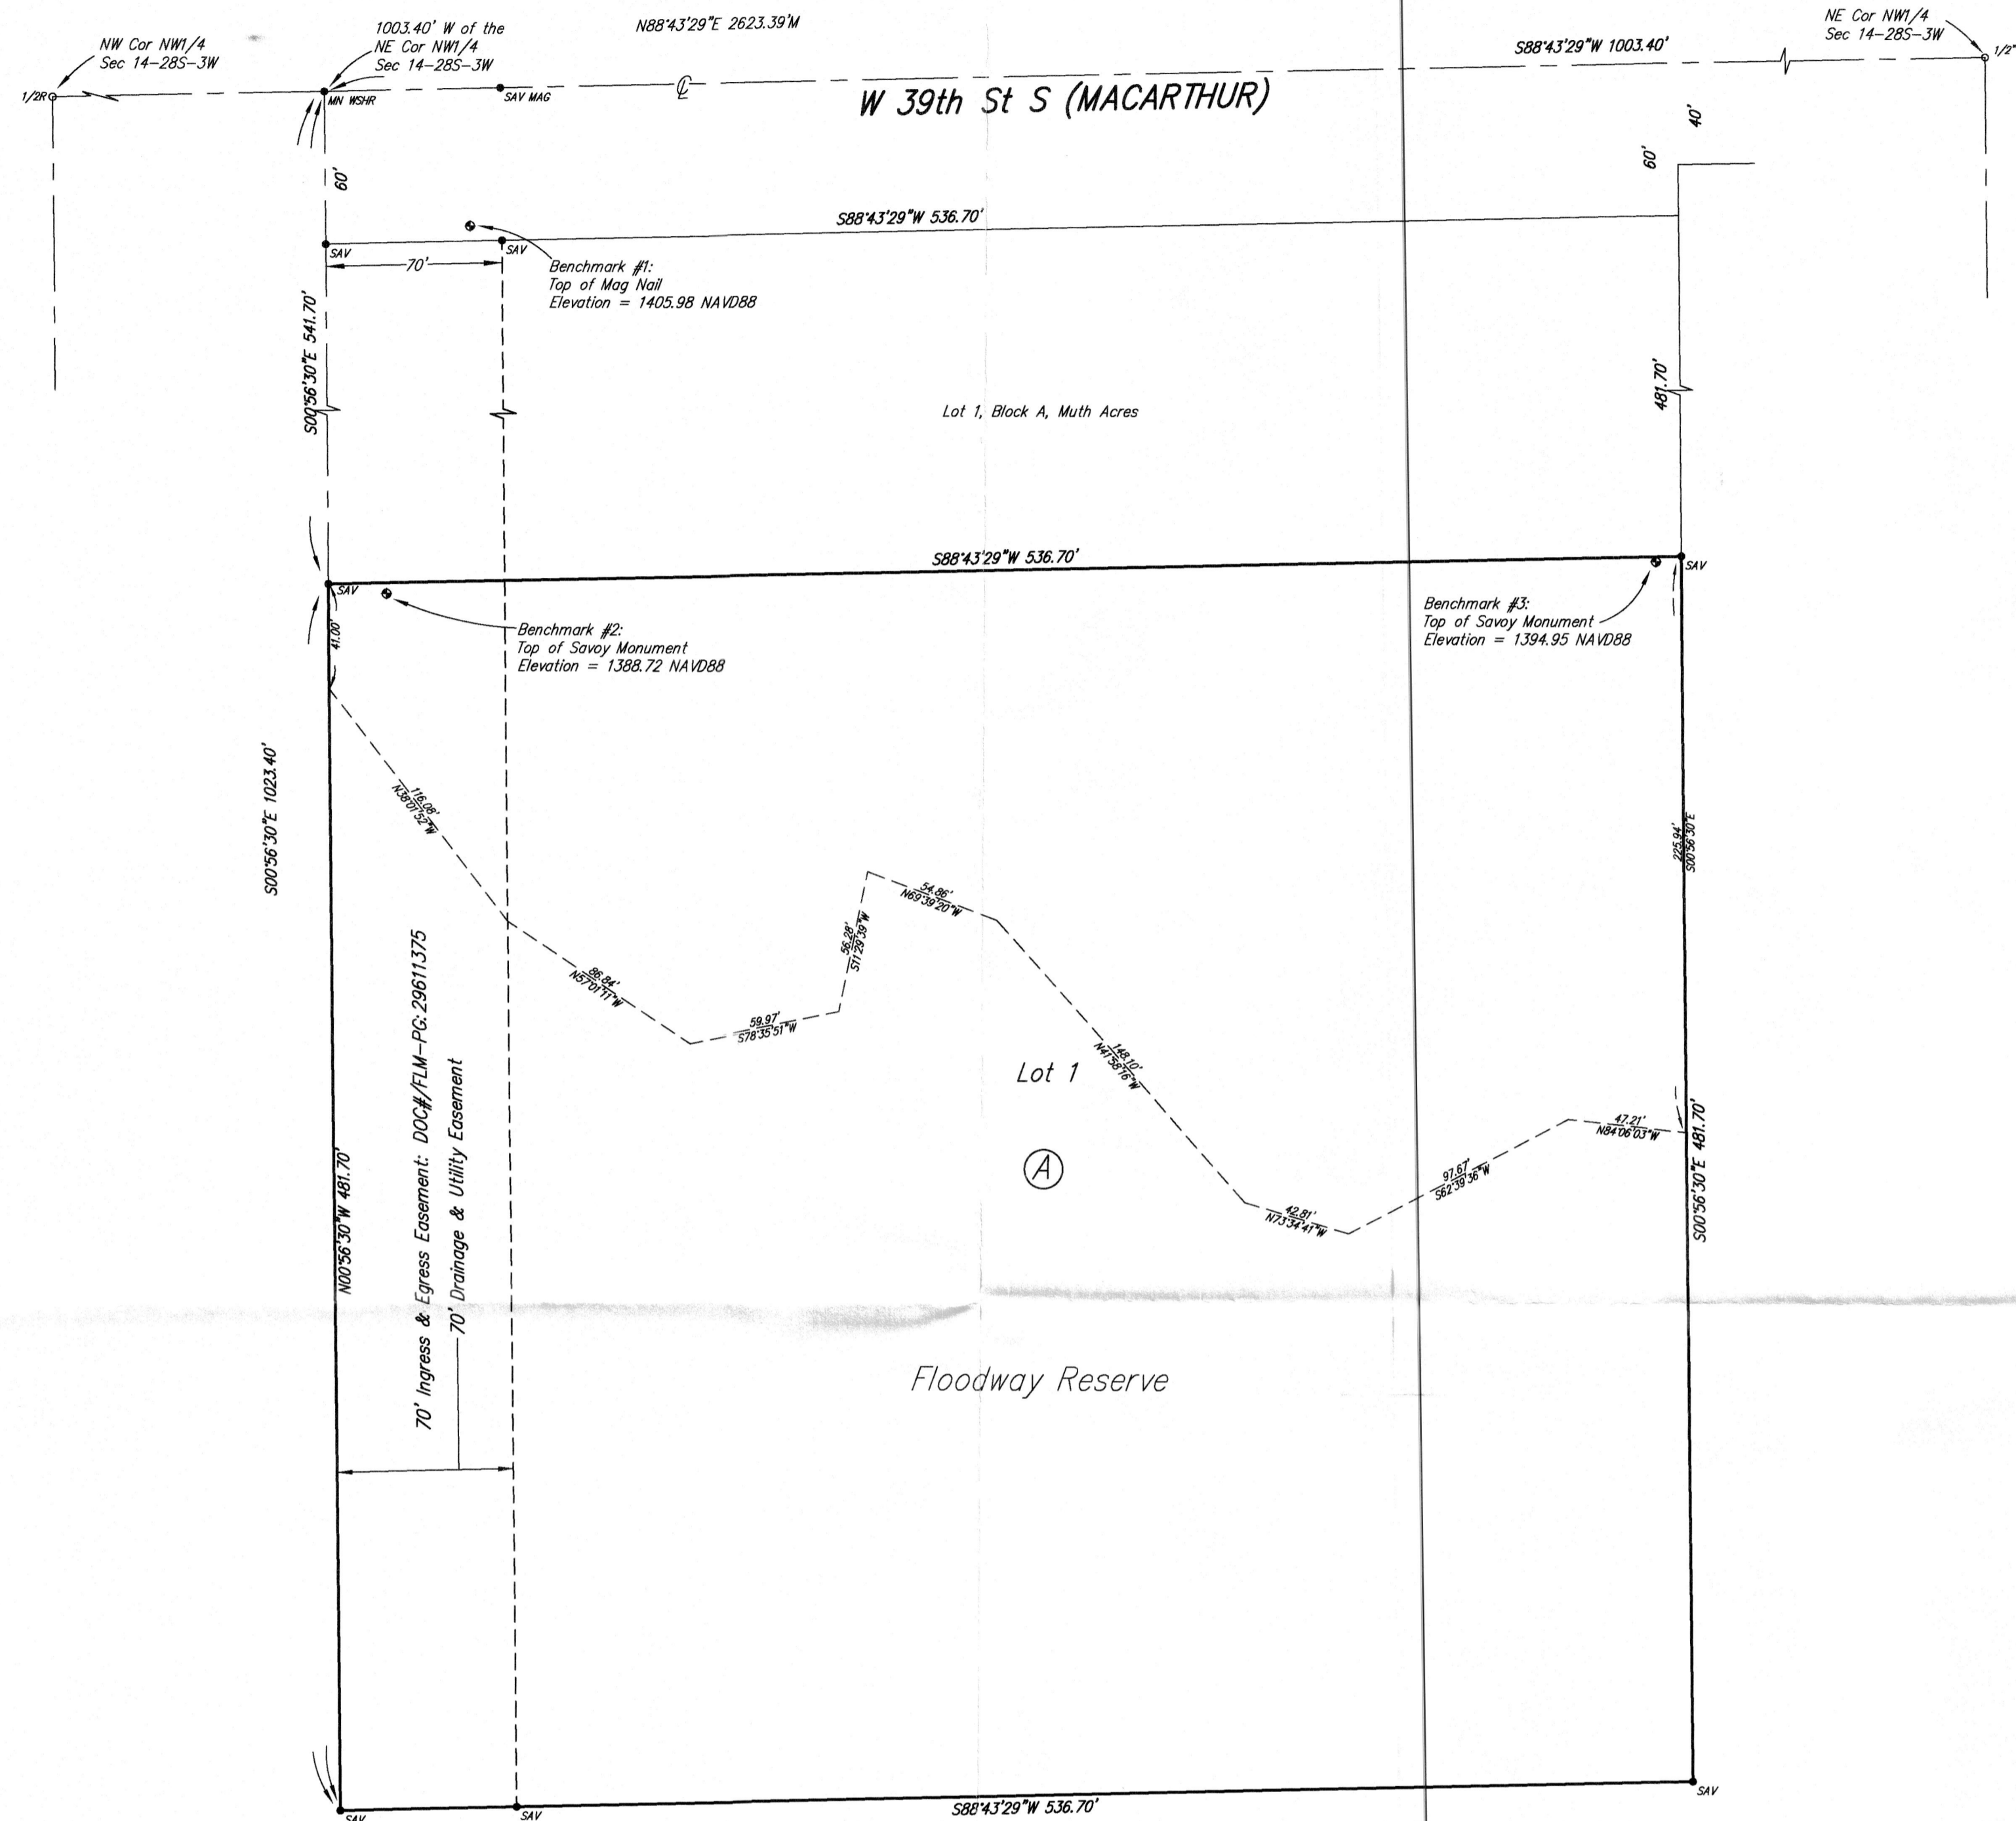 N88°43'29"E 2623.39'M
NE Cor NW1/4
Sec 14-28S-3W
1/2"
1003.40' W of the
NE Cor NW1/4
Sec 14-28S-3W
NW Cor NW1/4
Sec 14-28S-3W
S88°43'29"W 1003.40'
1/2R
MN WSHR
SAV MAG
℄
W 39th St S (MACARTHUR)
40'
60'
60'
S88°43'29"W 536.70'
SAV
SAV
70'
Benchmark #1:
Top of Mag Nail
Elevation = 1405.98 NAVD88
S00°56'30"E 541.70'
481.70'
Lot 1, Block A, Muth Acres
S88°43'29"W 536.70'
SAV
SAV
41.00'
Benchmark #2:
Top of Savoy Monument
Elevation = 1388.72 NAVD88
Benchmark #3:
Top of Savoy Monument
Elevation = 1394.95 NAVD88
S00°56'30"E 1023.40'
116.08'
N38°01'52"W
225.94'
S00°56'30"E
54.86'
N69°39'20"W
56.28'
S11°29'39"W
86.84'
N57°01'11"W
59.97'
S78°35'51"W
148.10'
N41°58'16"W
Lot 1
A
47.21'
N84°06'03"W
97.67'
S62°39'36"W
42.81'
N73°34'41"W
S00°56'30"E 481.70'
N00°56'30"W 481.70'
70' Ingress & Egress Easement: DOC#/FLM-PG: 29611375
70' Drainage & Utility Easement
Floodway Reserve
SAV
SAV
SAV
S88°43'29"W 536.70'